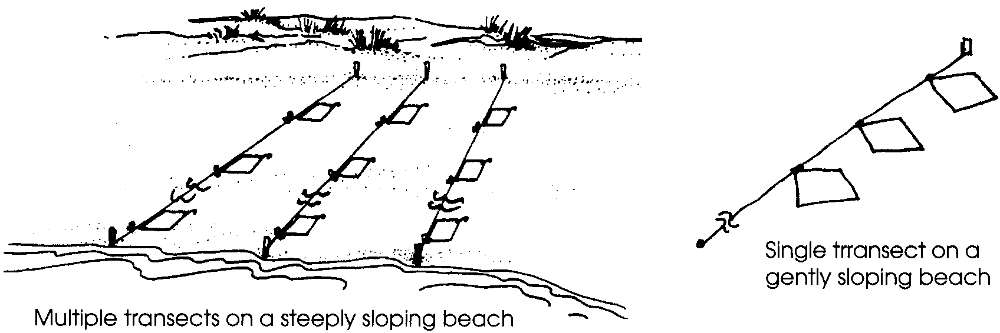 Multiple transects on a steeply sloping beach
Single trransect on a
gently sloping beach